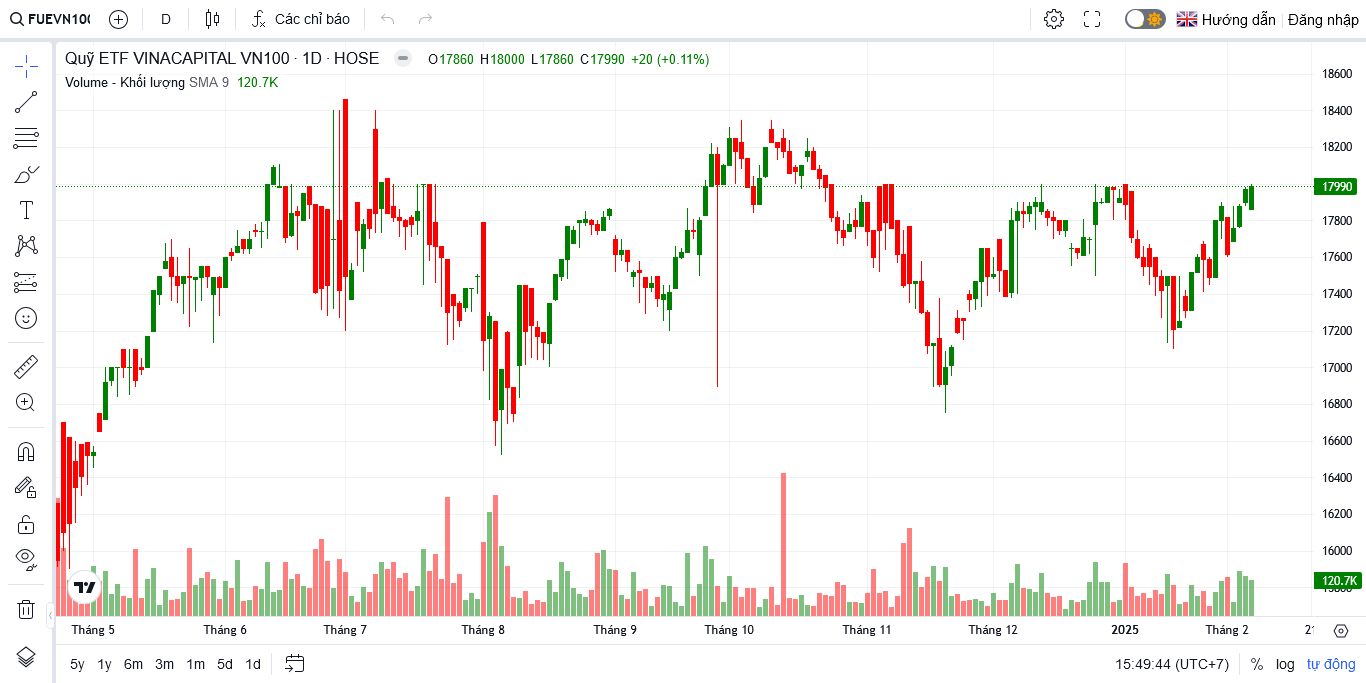 FUEVN100 D Các chỉ báo Hướng dẫn Đăng nhập
Quỹ ETF VINACAPITAL VN100 · 1D · HOSE O17860 H18000 L17860 C17990 +20 (+0.11%)
Volume - Khối lượng SMA 9 120.7K
18600
18400
18200
17990
17800
17600
17400
17200
17000
16800
16600
16400
16200
16000
120.7K
Tháng 5 Tháng 6 Tháng 7 Tháng 8 Tháng 9 Tháng 10 Tháng 11 Tháng 12 2025 Tháng 2
5y 1y 6m 3m 1m 5d 1d 15:49:44 (UTC+7) % log tự động